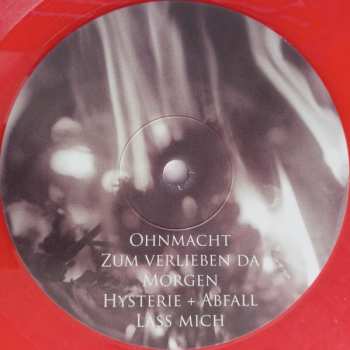 Ohnmacht
Zum verlieben da
Morgen
Hysterie + Abfall
Lass mich